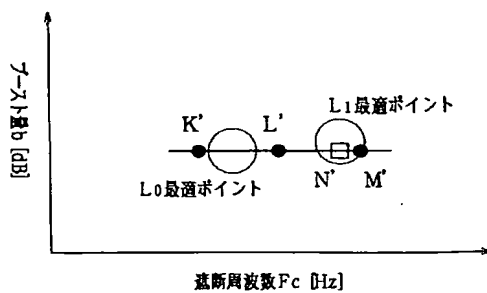 ブースト量b [dB]
L1最適ポイント
K'
L'
L0最適ポイント
N'
M'
遮断周波数Fc [Hz]